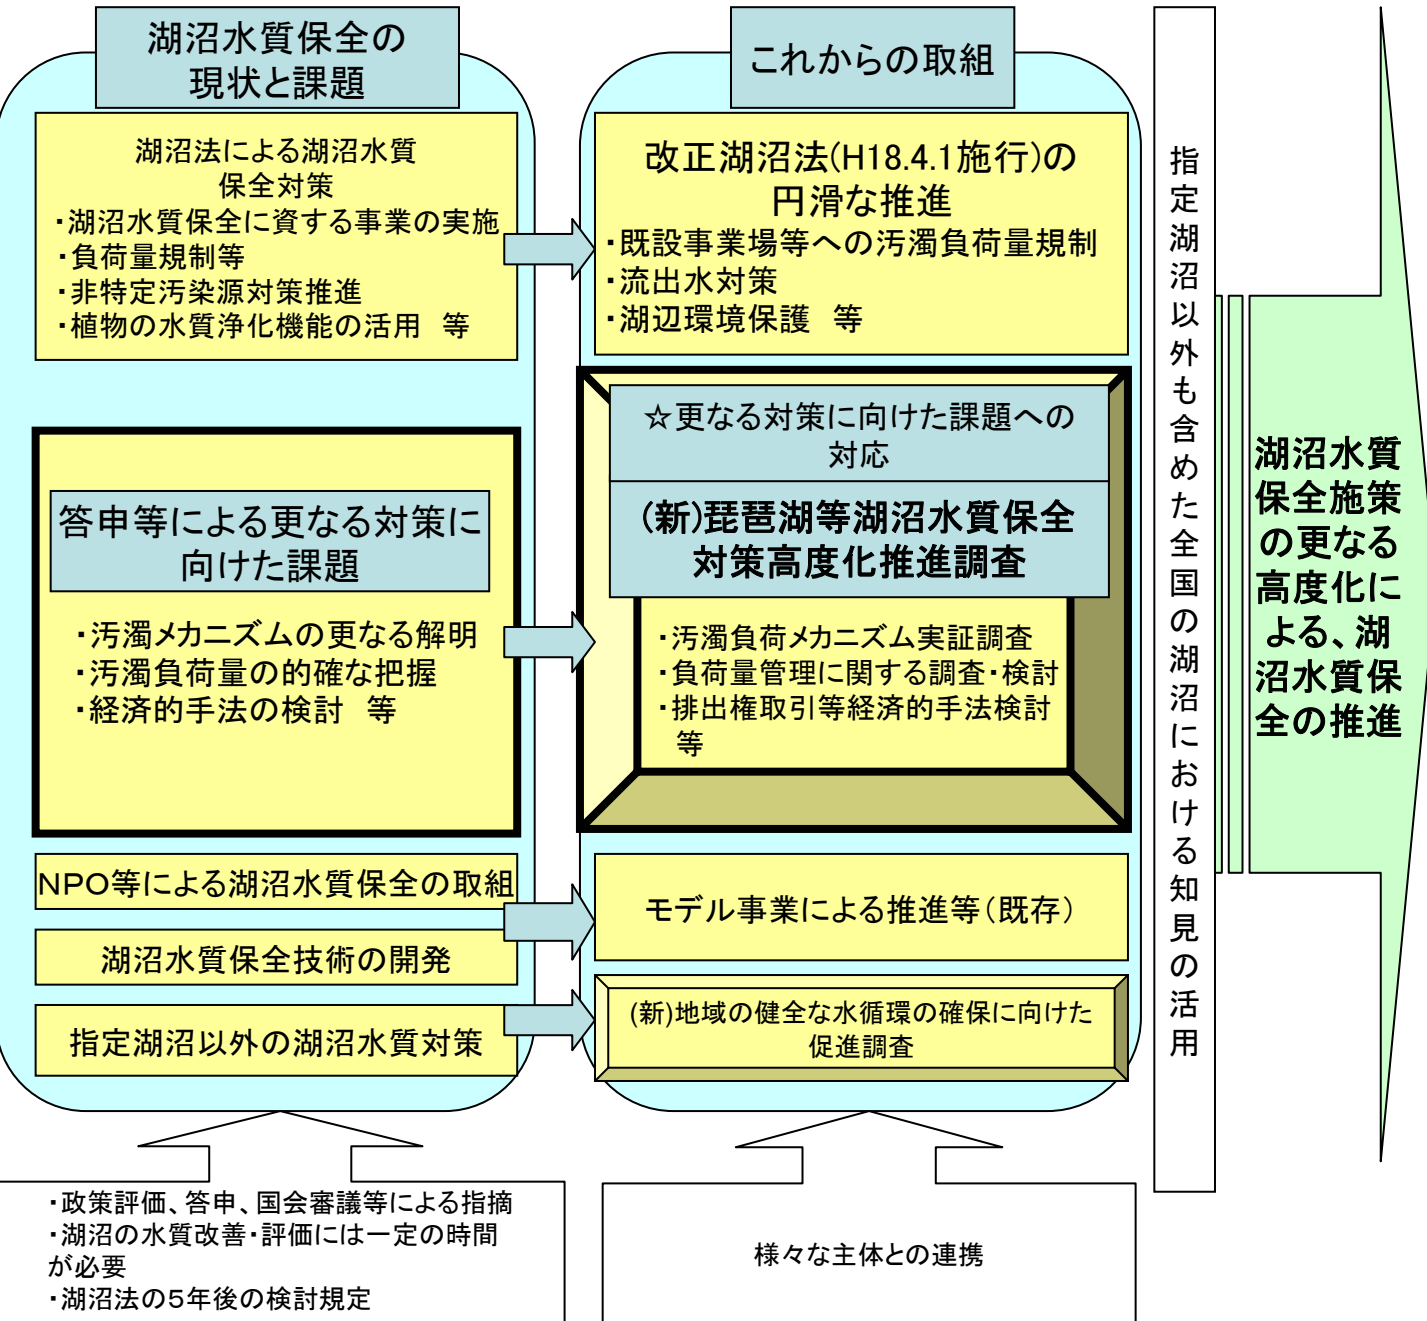 湖沼水質保全の
現状と課題
湖沼法による湖沼水質
保全対策
・湖沼水質保全に資する事業の実施
・負荷量規制等
・非特定汚染源対策推進
・植物の水質浄化機能の活用　等
答申等による更なる対策に
向けた課題
・汚濁メカニズムの更なる解明
・汚濁負荷量の的確な把握
・経済的手法の検討　等
NPO等による湖沼水質保全の取組
湖沼水質保全技術の開発
指定湖沼以外の湖沼水質対策
・政策評価、答申、国会審議等による指摘
・湖沼の水質改善・評価には一定の時間
が必要
・湖沼法の5年後の検討規定
これからの取組
改正湖沼法(H18.4.1施行)の
円滑な推進
・既設事業場等への汚濁負荷量規制
・流出水対策
・湖辺環境保護　等
☆更なる対策に向けた課題への
対応
(新)琵琶湖等湖沼水質保全
対策高度化推進調査
・汚濁負荷メカニズム実証調査
・負荷量管理に関する調査・検討
・排出権取引等経済的手法検討
等
モデル事業による推進等(既存)
(新)地域の健全な水循環の確保に向けた
促進調査
様々な主体との連携
指定湖沼以外も含めた全国の湖沼における知見の活用
湖沼水質
保全施策
の更なる
高度化に
よる、湖
沼水質保
全の推進